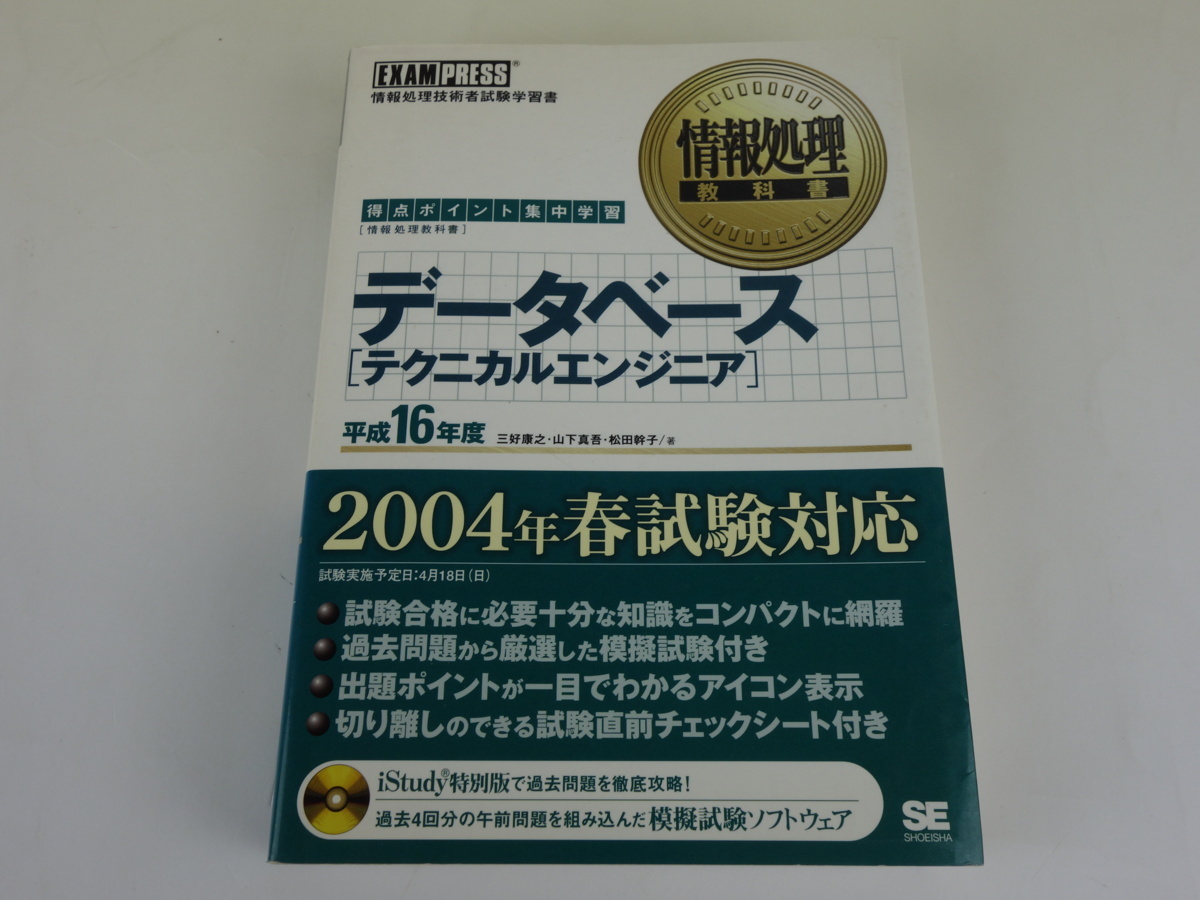 EXAMPRESS®
情報処理技術者試験学習書
情報処理
教科書
得点ポイント集中学習
[情報処理教科書]
データベース
[テクニカルエンジニア]
平成16年度 三好康之・山下真吾・松田幹子/著
2004年春試験対応
試験実施予定日:4月18日(日)
●試験合格に必要十分な知識をコンパクトに網羅
●過去問題から厳選した模擬試験付き
●出題ポイントが一目でわかるアイコン表示
●切り離しのできる試験直前チェックシート付き
iStudy®特別版で過去問題を徹底攻略!
過去4回分の午前問題を組み込んだ模擬試験ソフトウェア
SE
SHOEISHA